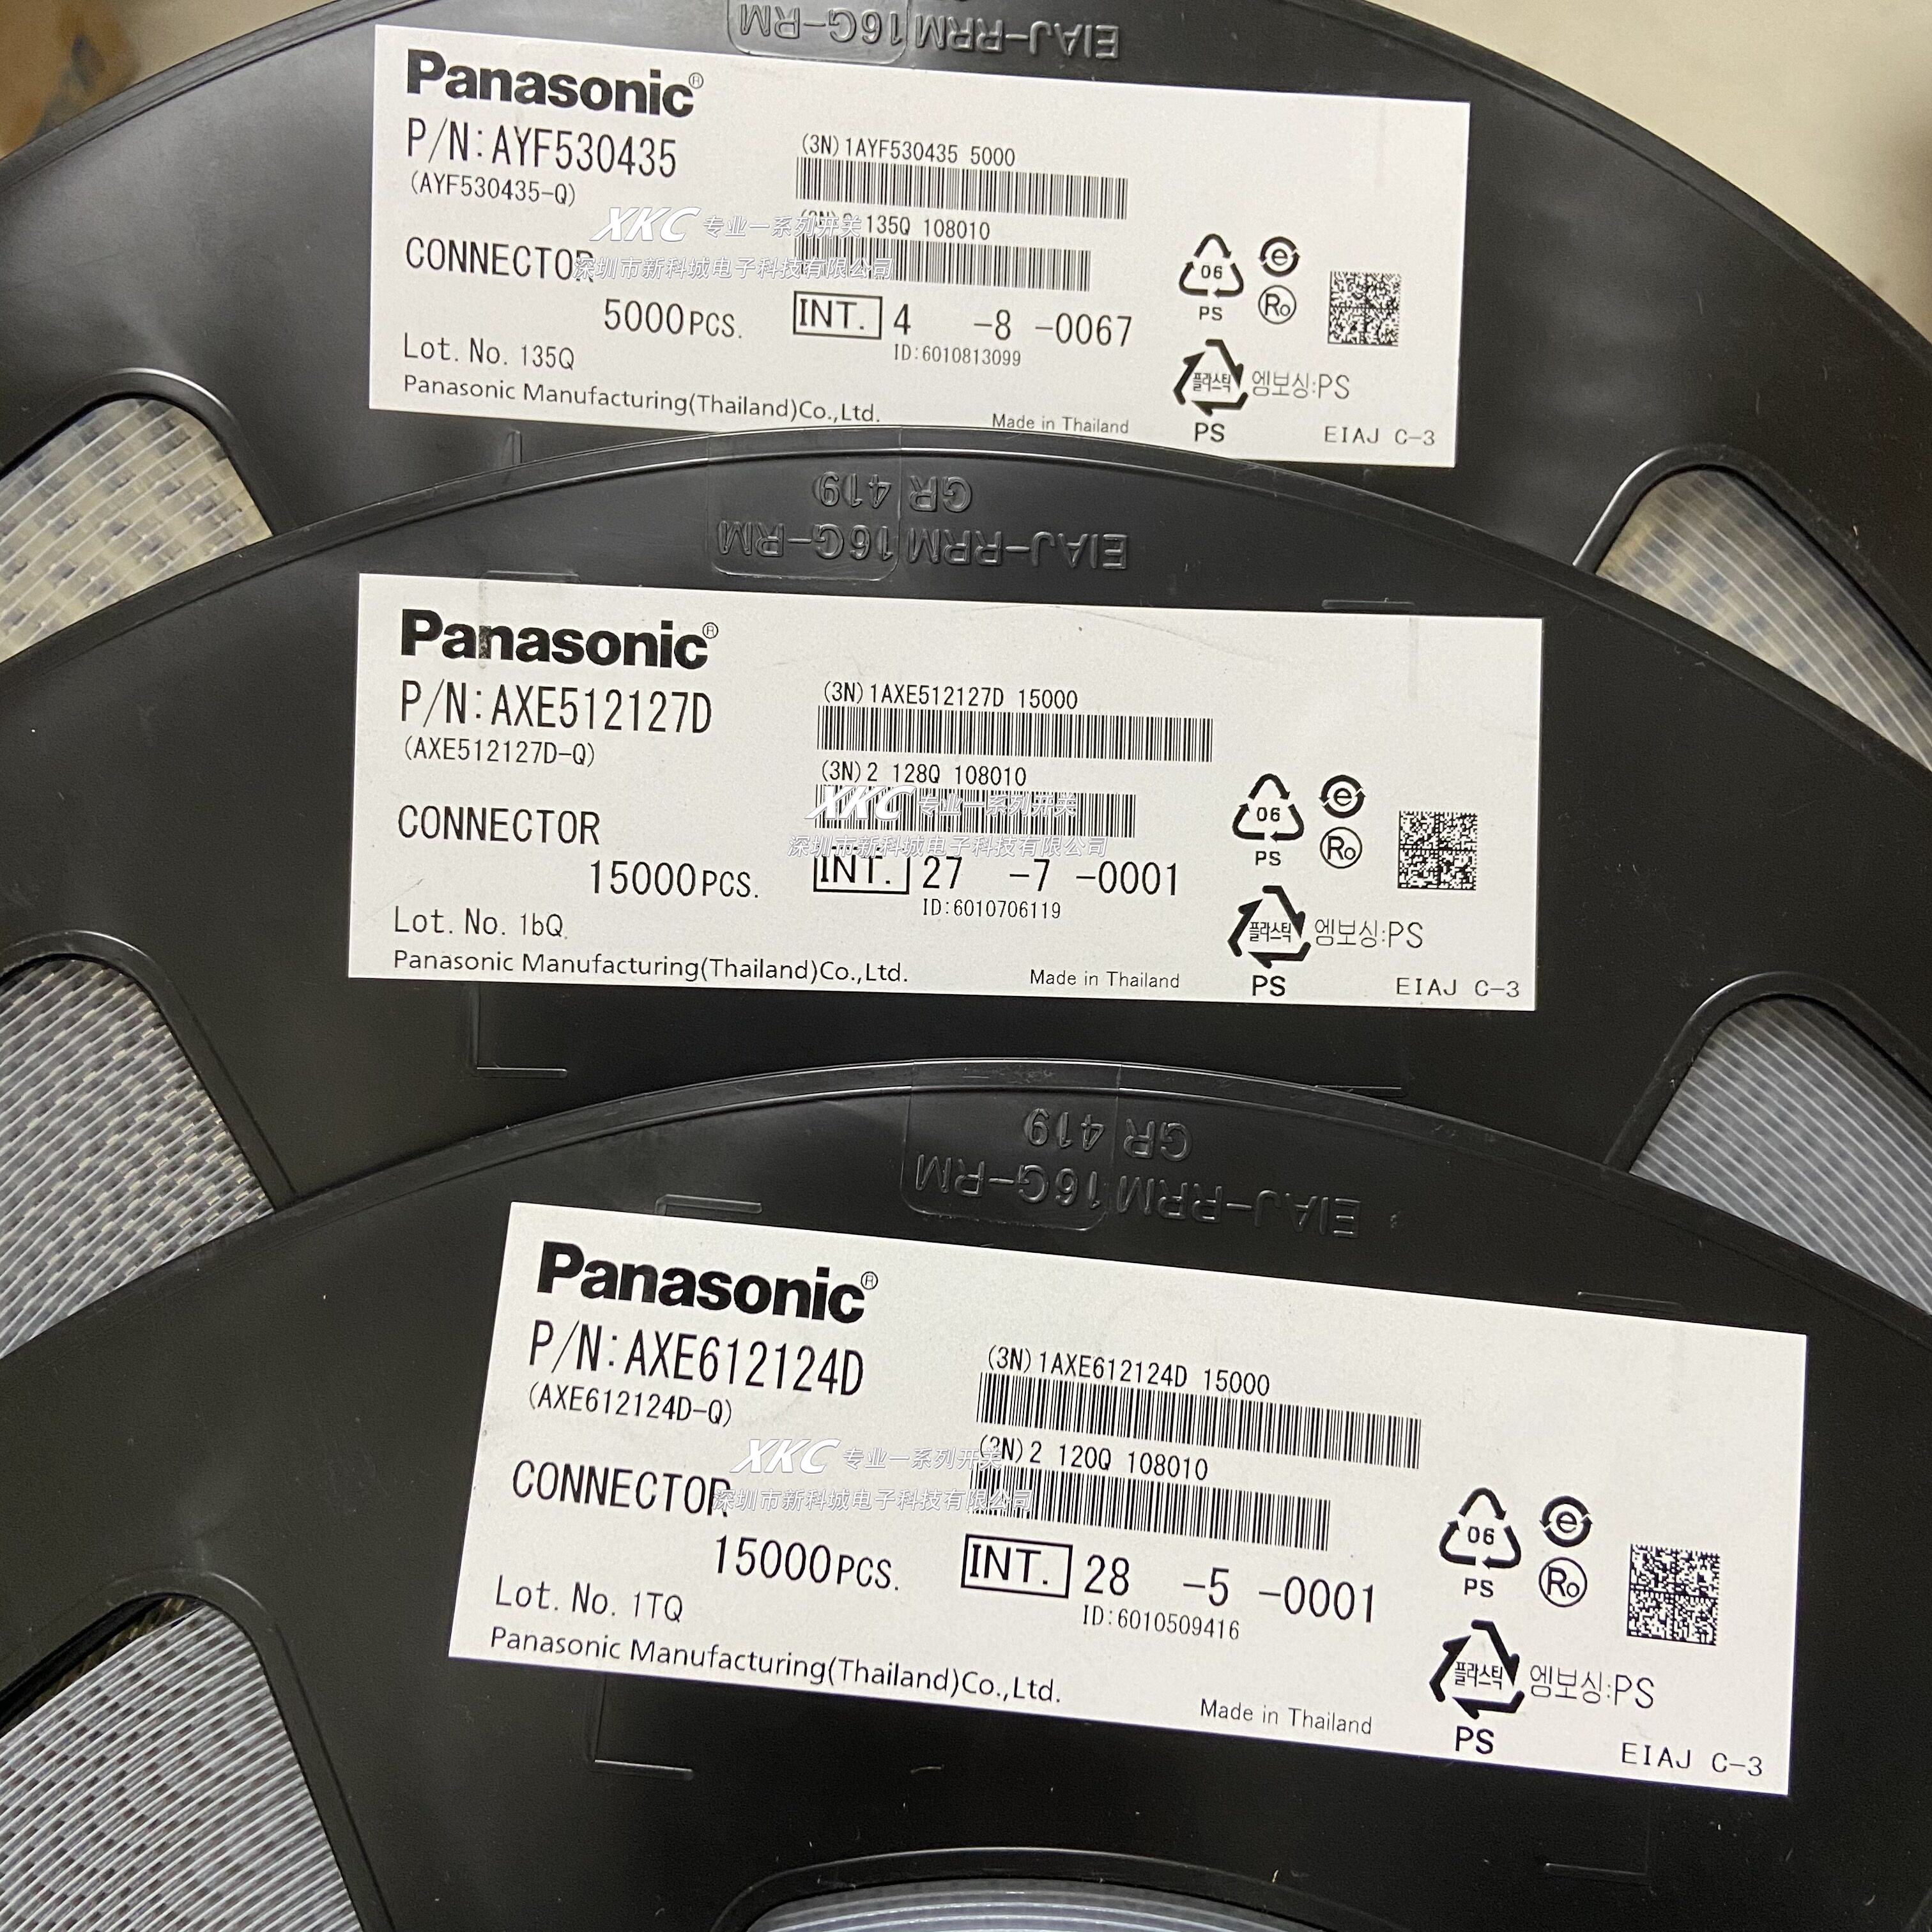 EIAJ-RRM16G-RM
Panasonic®
P/N:AYF530435
(AYF530435-Q)
(3N)1AYF530435 5000
135Q 108010
XKC 专业一系列开关
深圳市新科城电子科技有限公司
CONNECTOR
5000PCS.
INT. 4 -8 -0067
ID:6010813099
Lot. No. 135Q
Panasonic Manufacturing(Thailand)Co.,Ltd.
Made in Thailand
06
PS
e
Ro
플라스틱
엠보싱:PS
PS
EIAJ C-3
GR 419
EIAJ-RRM16G-RM
Panasonic®
P/N:AXE512127D
(AXE512127D-Q)
(3N)1AXE512127D 15000
(3N)2 128Q 108010
XKC 专业一系列开关
深圳市新科城电子科技有限公司
CONNECTOR
15000PCS.
INT. 27 -7 -0001
ID:6010706119
Lot. No. 1bQ
Panasonic Manufacturing(Thailand)Co.,Ltd.
Made in Thailand
06
PS
e
Ro
플라스틱
엠보싱:PS
PS
EIAJ C-3
GR 419
EIAJ-RRM16G-RM
Panasonic®
P/N:AXE612124D
(AXE612124D-Q)
(3N)1AXE612124D 15000
(3N)2 120Q 108010
XKC 专业一系列开关
深圳市新科城电子科技有限公司
CONNECTOR
15000PCS.
INT. 28 -5 -0001
ID:6010509416
Lot. No. 1TQ
Panasonic Manufacturing(Thailand)Co.,Ltd.
Made in Thailand
06
PS
e
Ro
플라스틱
엠보싱:PS
PS
EIAJ C-3